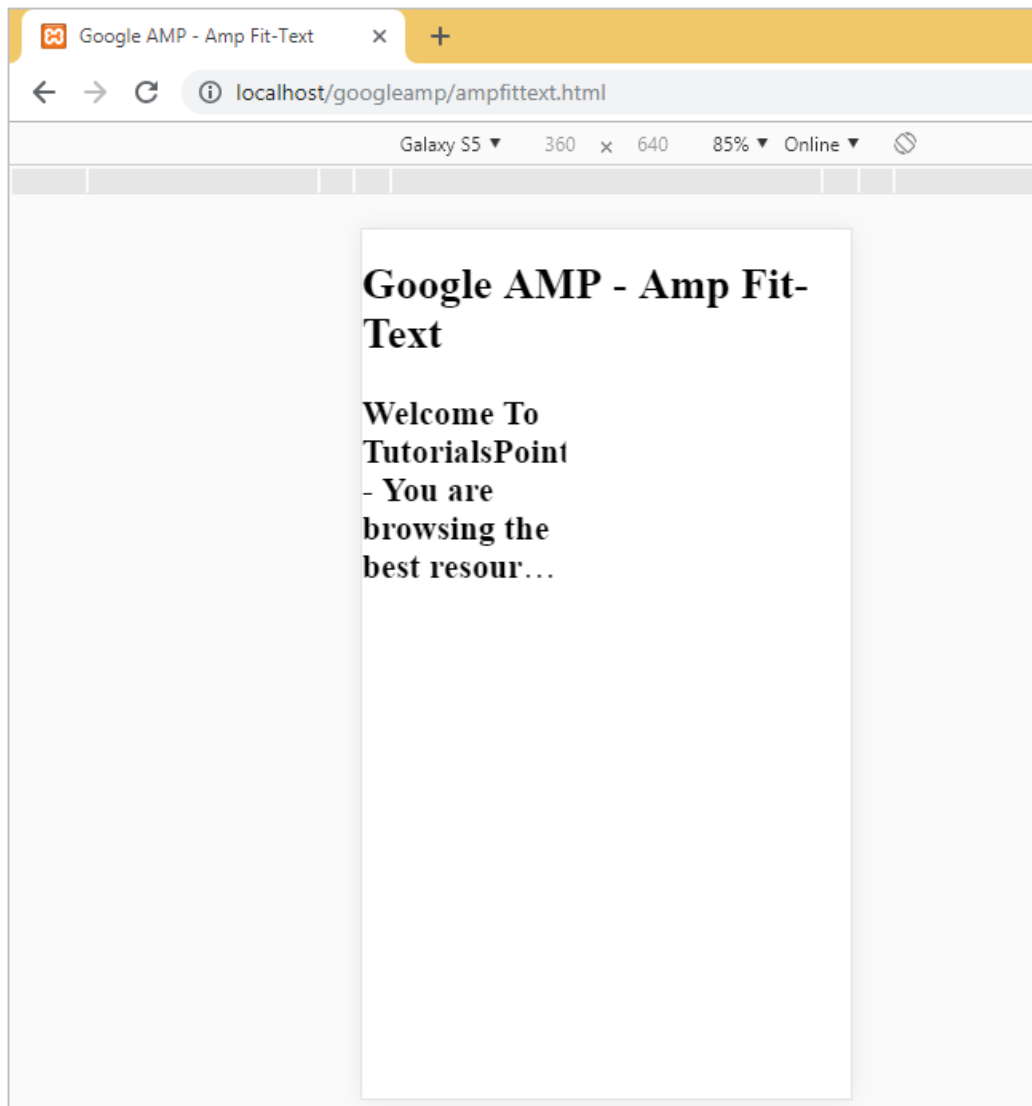 Google AMP - Amp Fit-Text × +
localhost/googleamp/ampfittext.html
Galaxy S5 ▼ 360 × 640 85% ▼ Online ▼
Google AMP - Amp Fit-
Text
Welcome To
TutorialsPoint
- You are
browsing the
best resour…